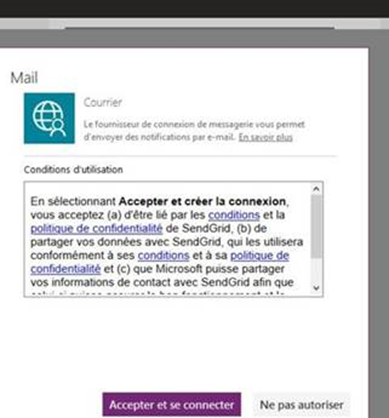 Mail
Courrier
Le fournisseur de connexion de messagerie vous permet
d'envoyer des notifications par e-mail. En savoir plus
Conditions d'utilisation
En sélectionnant Accepter et créer la connexion,
vous acceptez (a) d'être lié par les conditions et la
politique de confidentialité de SendGrid, (b) de
partager vos données avec SendGrid, qui les utilisera
conformément à ses conditions et à sa politique de
confidentialité et (c) que Microsoft puisse partager
vos informations de contact avec SendGrid afin que
Accepter et se connecter
Ne pas autoriser